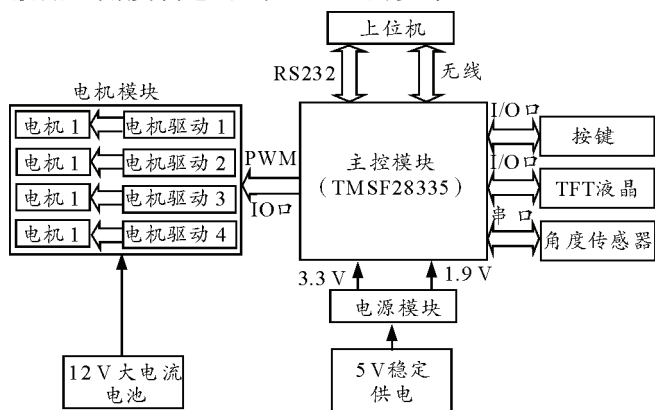 上位机
RS232
无线
电机模块
电机1
电机驱动1
电机1
电机驱动2
电机1
电机驱动3
电机1
电机驱动4
PWM
IO口
主控模块
(TMSF28335)
I/O口
按键
I/O口
TFT液晶
串口
角度传感器
3.3 V
1.9 V
电源模块
12 V 大电流
电池
5 V稳定
供电